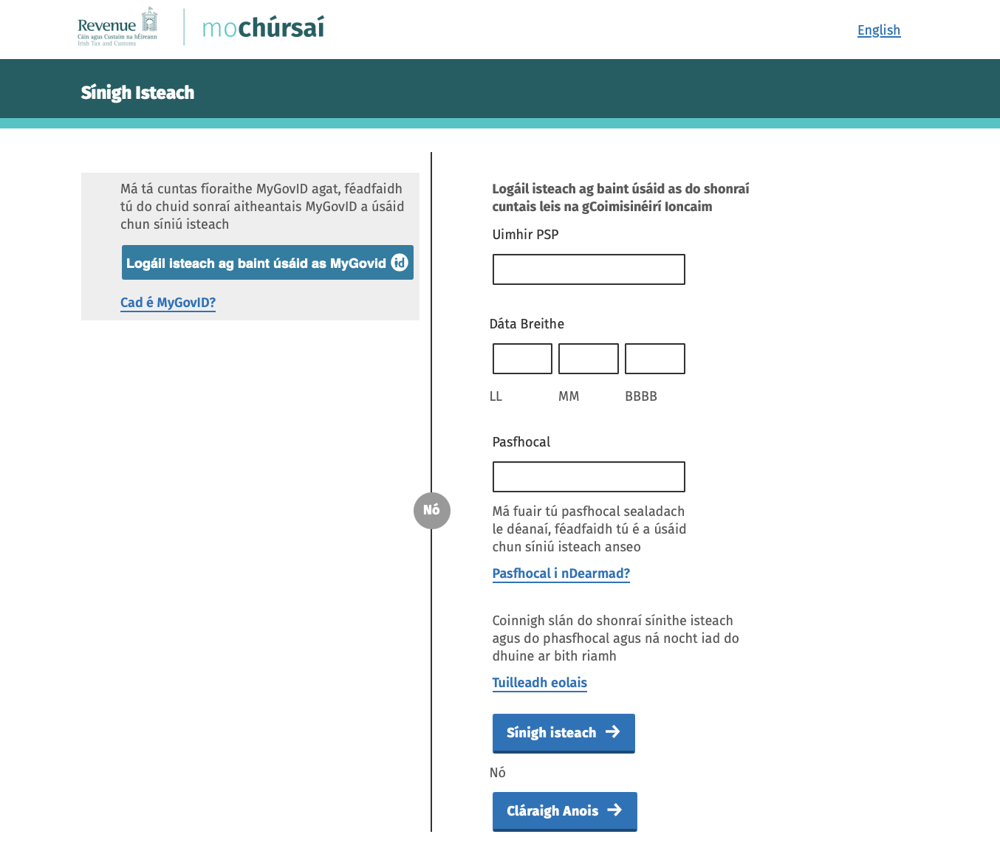 Revenue
Cáin agus Custaim na hÉireann
Irish Tax and Customs
mochúrsaí
English
Sínigh Isteach
Má tá cuntas fíoraithe MyGovID agat, féadfaidh
tú do chuid sonraí aitheantais MyGovID a úsáid
chun síniú isteach
Logáil isteach ag baint úsáid as MyGovid id
Cad é MyGovID?
Nó
Logáil isteach ag baint úsáid as do shonraí
cuntais leis na gCoimisinéirí Ioncaim
Uimhir PSP
Dáta Breithe
LL MM BBBB
Pasfhocal
Má fuair tú pasfhocal sealadach
le déanaí, féadfaidh tú é a úsáid
chun síniú isteach anseo
Pasfhocal i nDearmad?
Coinnigh slán do shonraí sínithe isteach
agus do phasfhocal agus ná nocht iad do
dhuine ar bith riamh
Tuilleadh eolais
Sínigh isteach
Nó
Cláraigh Anois